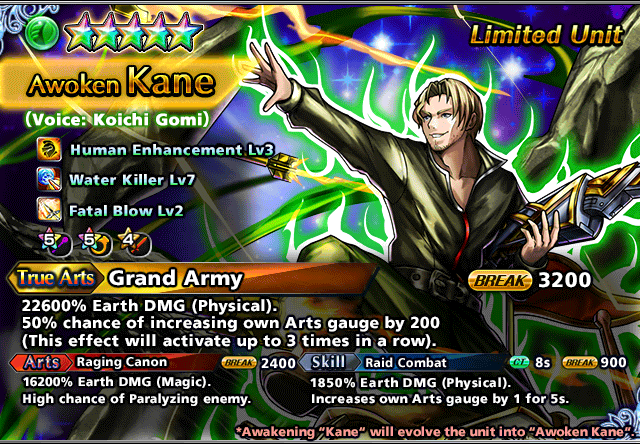 Limited Unit
Awoken Kane
(Voice: Koichi Gomi)
Human Enhancement Lv3
Water Killer Lv7
Fatal Blow Lv2
5 5 4
True Arts Grand Army BREAK 3200
22600% Earth DMG (Physical).
50% chance of increasing own Arts gauge by 200
(This effect will activate up to 3 times in a row).
Arts Raging Canon BREAK 2400
16200% Earth DMG (Magic).
High chance of Paralyzing enemy.
Skill Raid Combat CT 8s BREAK 900
1850% Earth DMG (Physical).
Increases own Arts gauge by 1 for 5s.
*Awakening "Kane" will evolve the unit into "Awoken Kane"